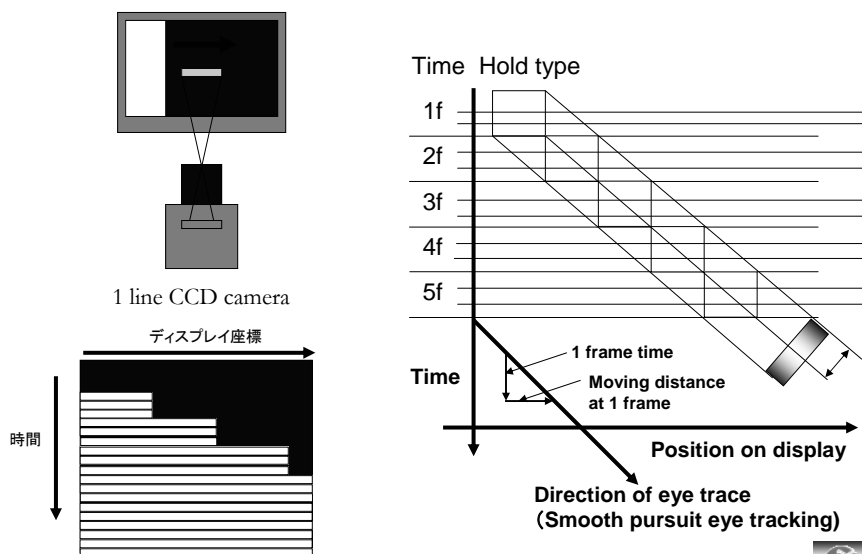 1 line CCD camera
ディスプレイ座標
時間
Time Hold type
1f
2f
3f
4f
5f
Time
1 frame time
Moving distance
at 1 frame
Position on display
Direction of eye trace
（Smooth pursuit eye tracking)